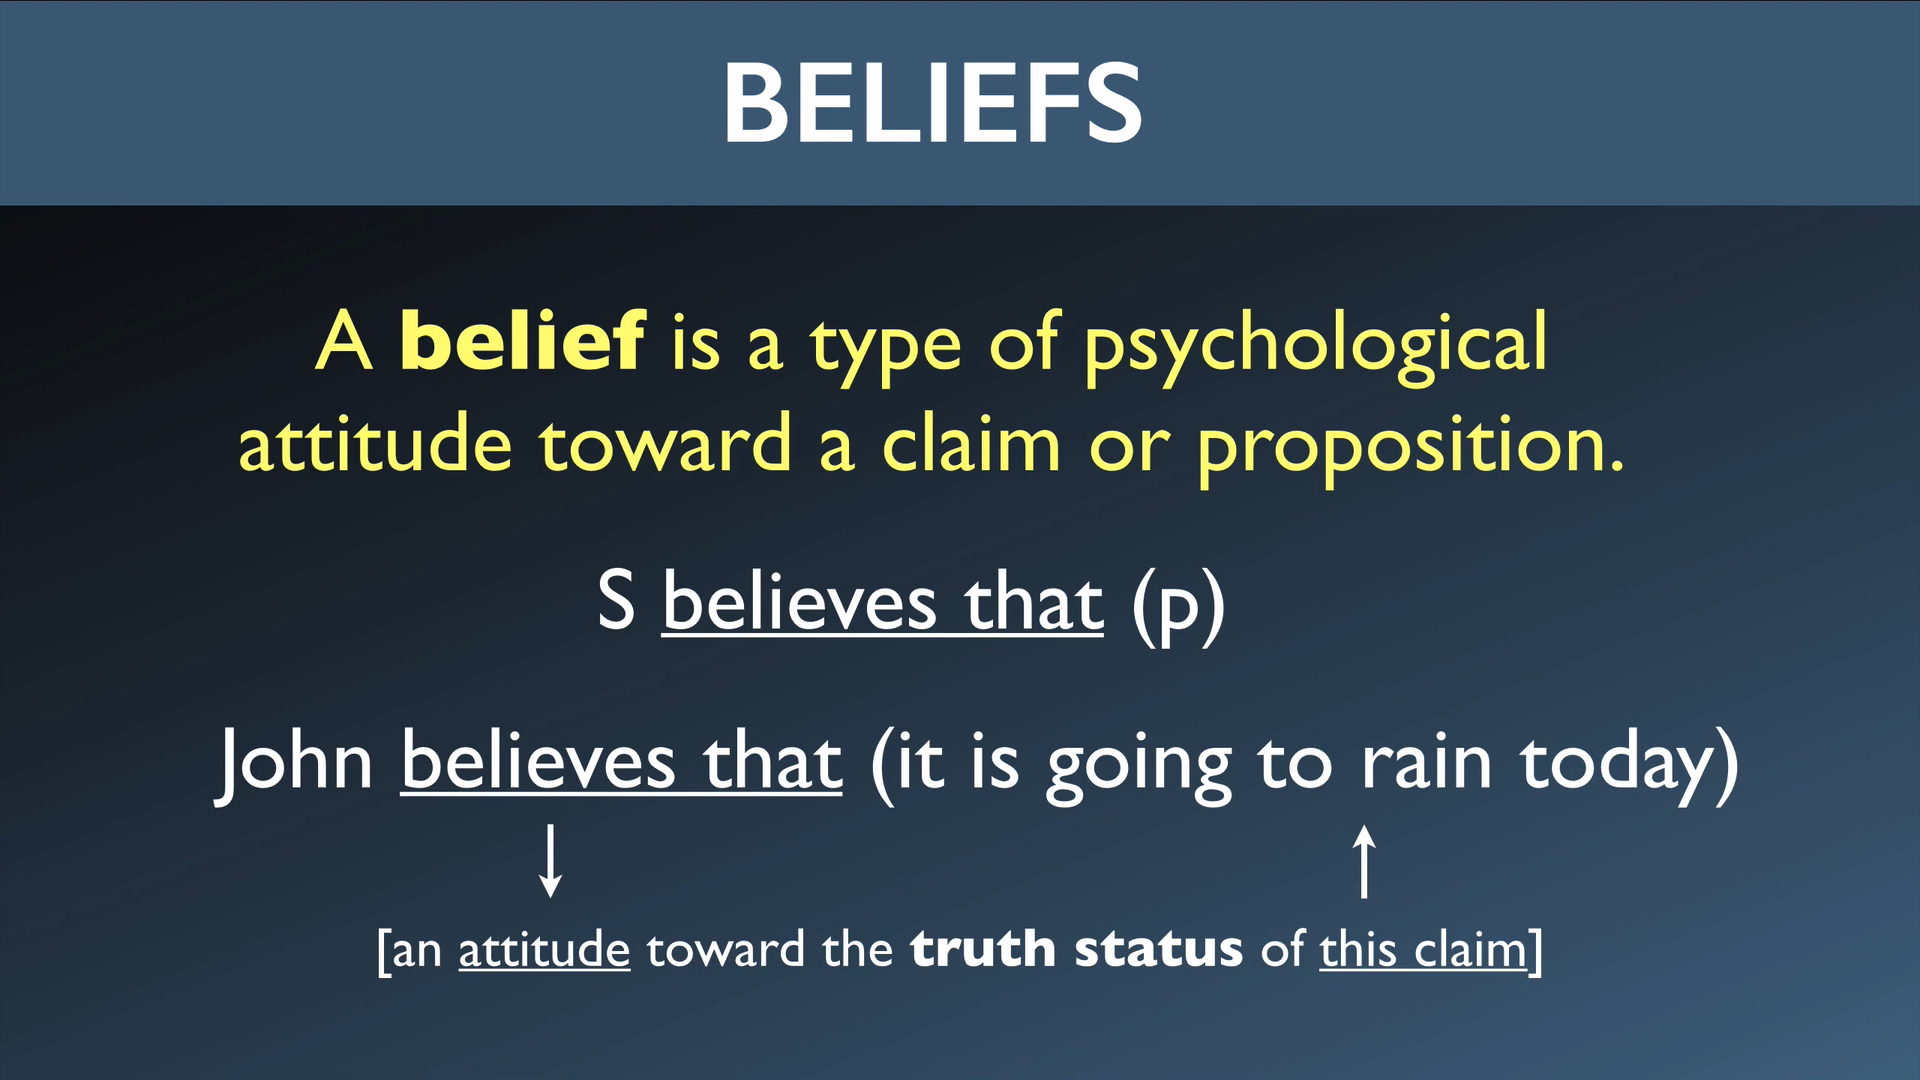 BELIEFS
A belief is a type of psychological
attitude toward a claim or proposition.
S believes that (p)
John believes that (it is going to rain today)
[an attitude toward the truth status of this claim]